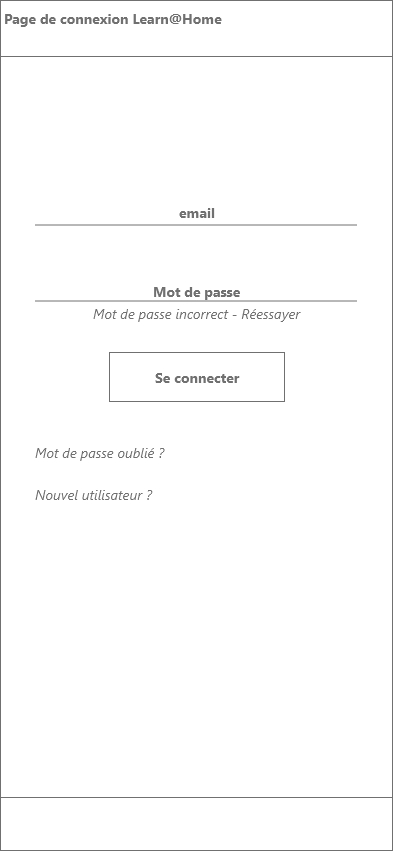 Page de connexion Learn@Home
email
Mot de passe
Mot de passe incorrect - Réessayer
Se connecter
Mot de passe oublié ?
Nouvel utilisateur ?